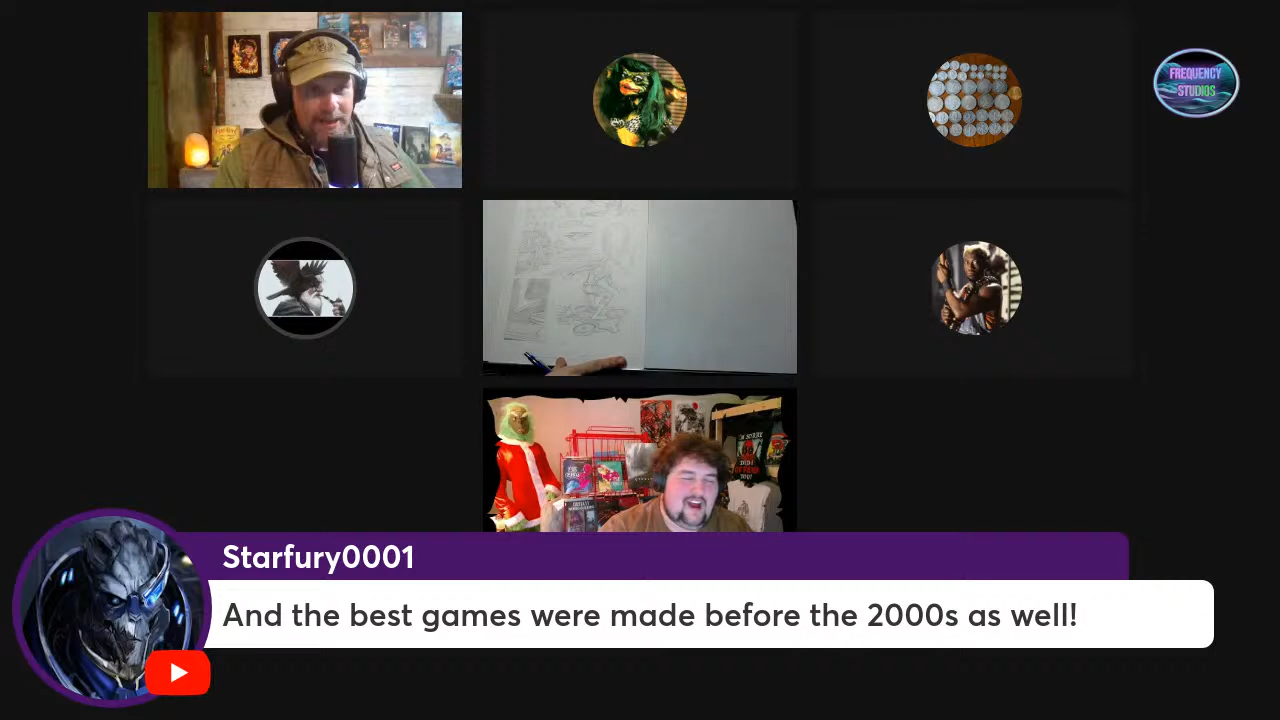 FREQUENCY
STUDIOS
Starfury0001
And the best games were made before the 2000s as well!